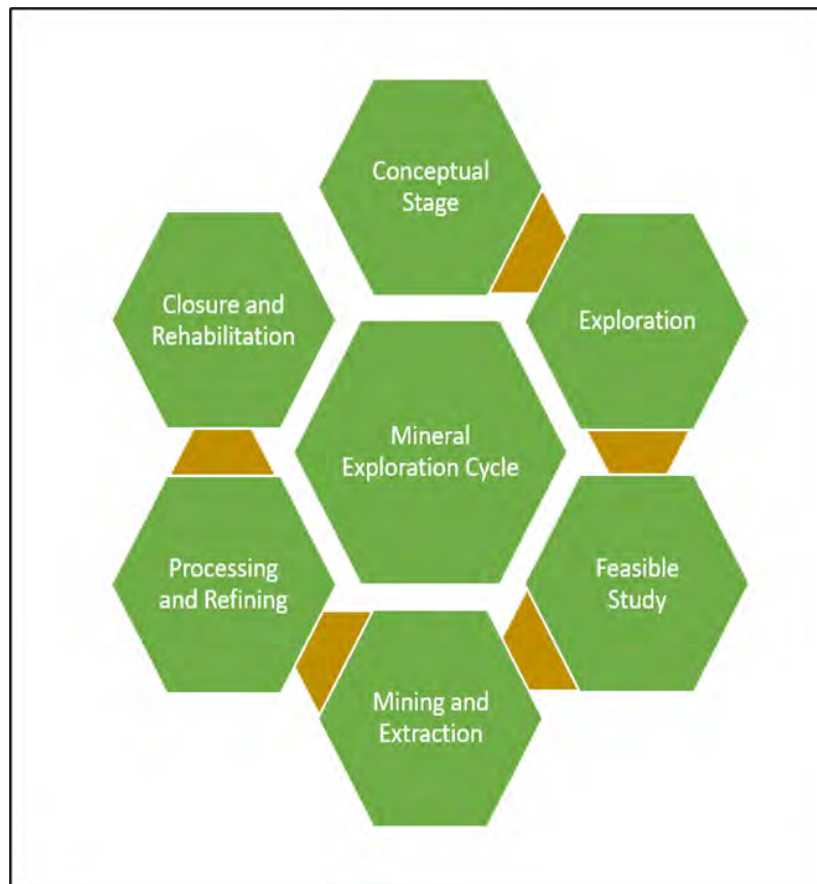 Conceptual
Stage
Exploration
Feasible
Study
Mining and
Extraction
Processing
and Refining
Closure and
Rehabilitation
Mineral
Exploration Cycle